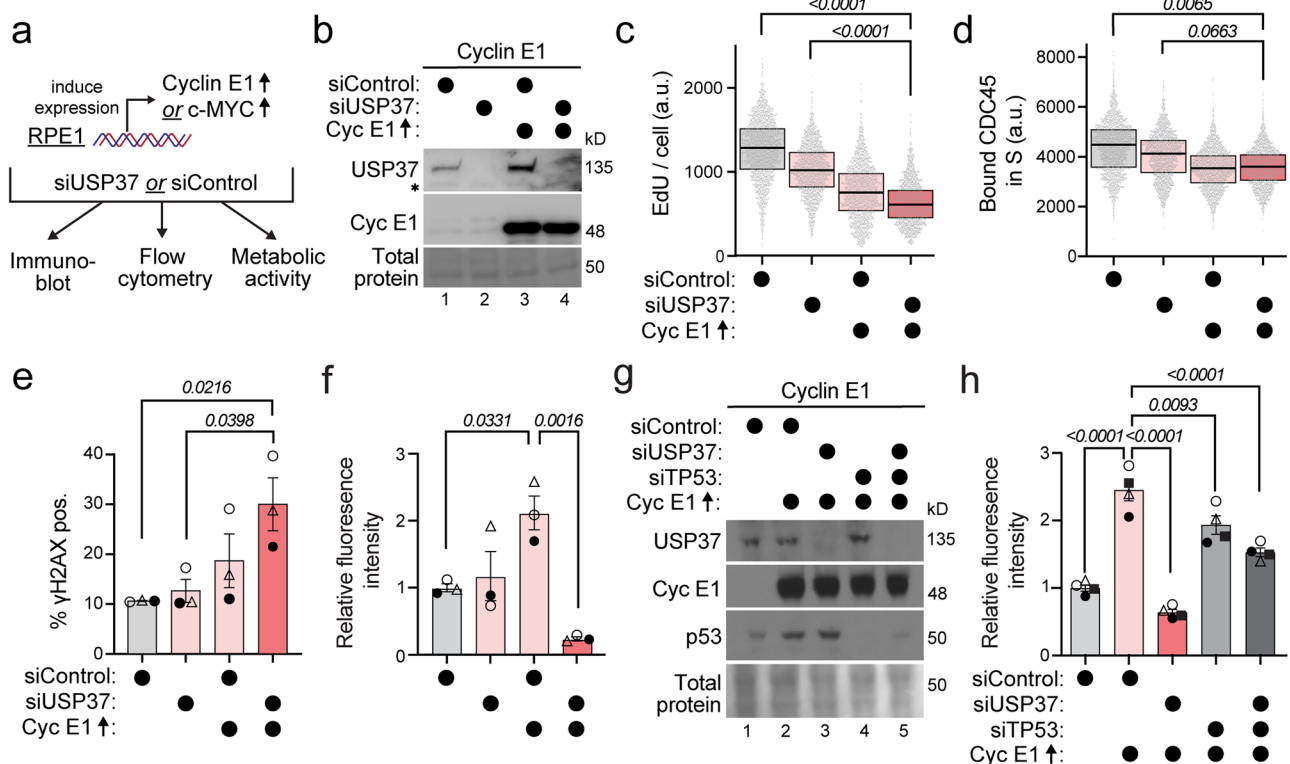 a
induce
expression
Cyclin E1↑
or c-MYC↑
RPE1
siUSP37 or siControl
Immuno-
blot
Flow
cytometry
Metabolic
activity
b
Cyclin E1
siControl:
siUSP37:
Cyc E1↑:
kD
USP37
135
*
Cyc E1
48
Total
protein
50
1 2 3 4
c
<0.0001
<0.0001
EdU / cell (a.u.)
2000
1000
0
siControl:
siUSP37:
Cyc E1↑:
d
0.0065
0.0663
Bound CDC45
in S (a.u.)
8000
6000
4000
2000
0
e
0.0216
0.0398
% γH2AX pos.
40
30
20
10
0
siControl:
siUSP37:
Cyc E1↑:
f
0.0331
0.0016
Relative fluoresence
intensity
3
2
1
0
g
Cyclin E1
siControl:
siUSP37:
siTP53:
Cyc E1↑:
kD
USP37
135
Cyc E1
48
p53
50
Total
protein
50
1 2 3 4 5
h
<0.0001
0.0093
<0.0001
<0.0001
Relative fluoresence
intensity
3
2
1
0
siControl:
siUSP37:
siTP53:
Cyc E1↑: